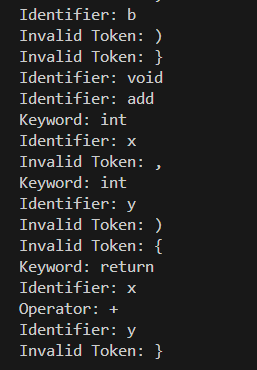 Identifier: b
Invalid Token: )
Invalid Token: }
Identifier: void
Identifier: add
Keyword: int
Identifier: x
Invalid Token: ,
Keyword: int
Identifier: y
Invalid Token: )
Invalid Token: {
Keyword: return
Identifier: x
Operator: +
Identifier: y
Invalid Token: }